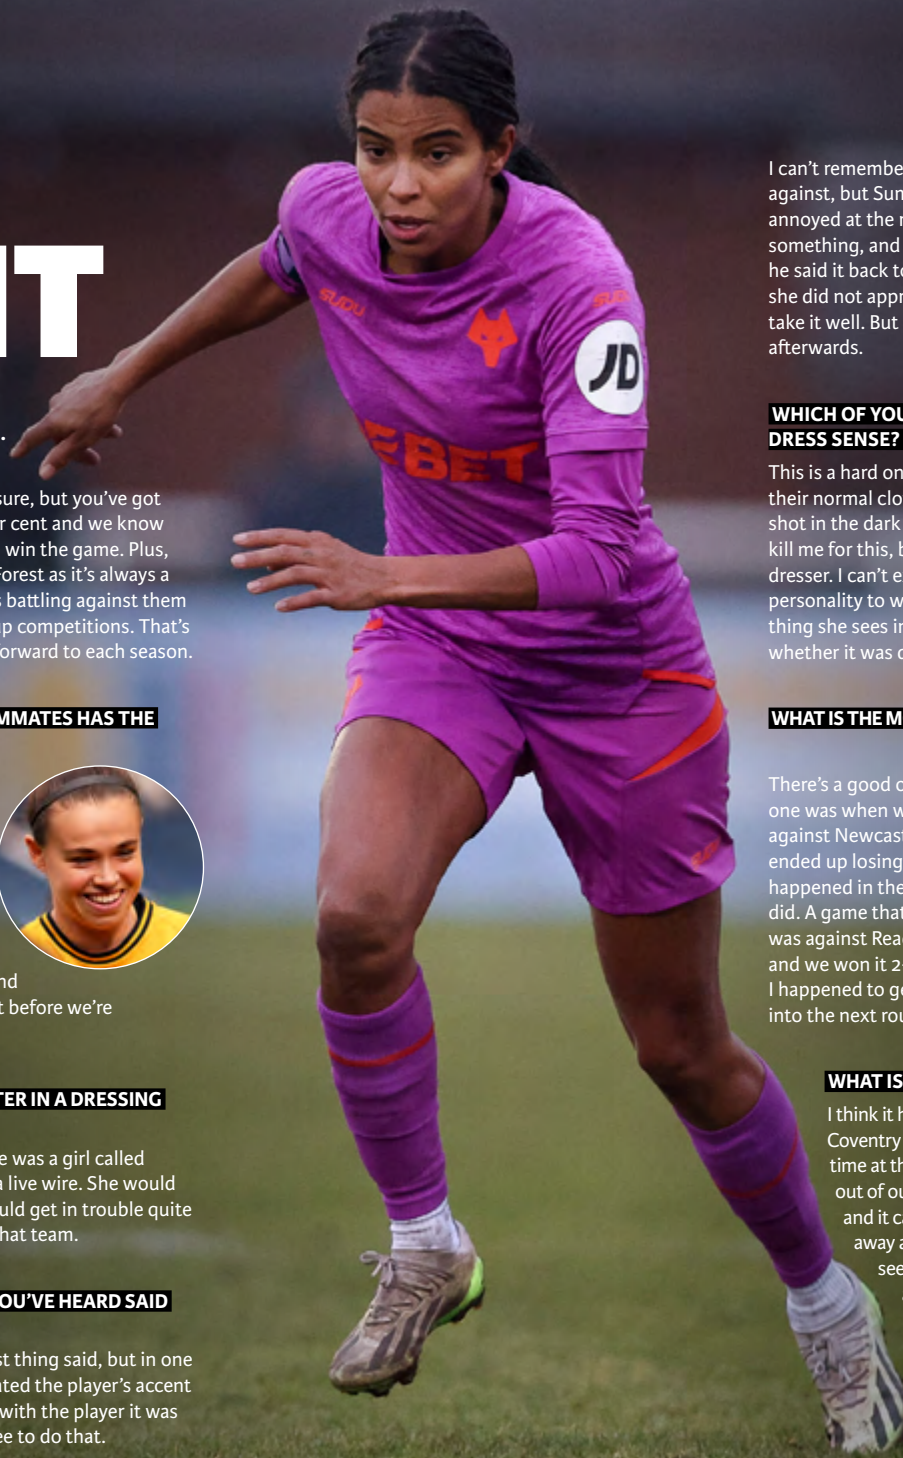 IT
.
sure, but you've got
r cent and we know
win the game. Plus,
Forest as it's always a
s battling against them
up competitions. That's
forward to each season.
MMATES HAS THE
nd
t before we're
TER IN A DRESSING
e was a girl called
a live wire. She would
uld get in trouble quite
that team.
OU'VE HEARD SAID
st thing said, but in one
ated the player's accent
with the player it was
ee to do that.
SUDU
SUDU
JD
EBET
SUDU
I can't remembe
against, but Sun
annoyed at the r
something, and
he said it back to
she did not appr
take it well. But
afterwards.
WHICH OF YOU
DRESS SENSE?
This is a hard on
their normal clo
shot in the dark
kill me for this, b
dresser. I can't e
personality to w
thing she sees in
whether it was c
WHAT IS THE M
There's a good c
one was when w
against Newcast
ended up losing
happened in the
did. A game that
was against Rea
and we won it 2-
I happened to ge
into the next rou
WHAT IS
I think it h
Coventry
time at th
out of ou
and it ca
away a
see